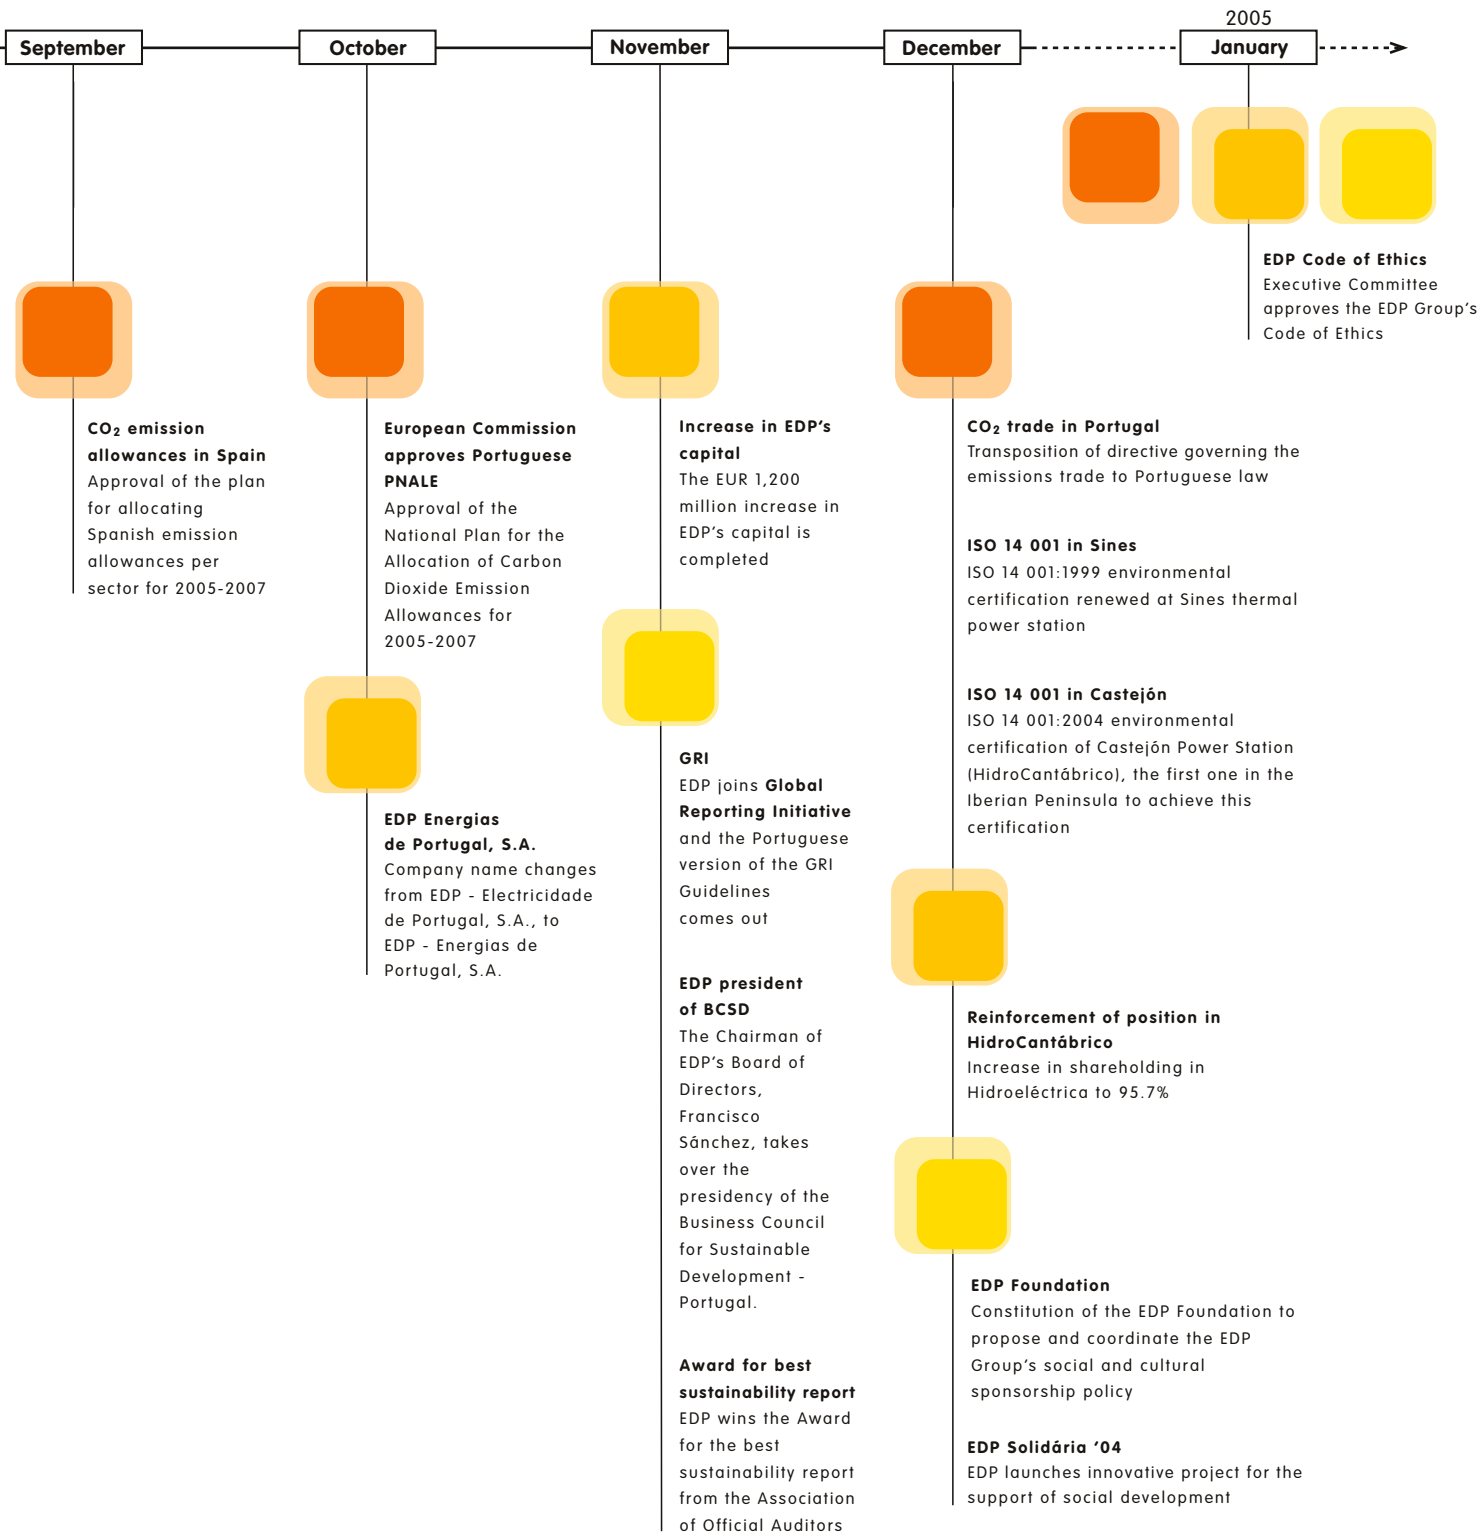 2005
September
October
November
December
January
EDP Code of Ethics
Executive Committee
approves the EDP Group's
Code of Ethics
CO₂ emission
allowances in Spain
Approval of the plan
for allocating
Spanish emission
allowances per
sector for 2005-2007
European Commission
approves Portuguese
PNALE
Approval of the
National Plan for the
Allocation of Carbon
Dioxide Emission
Allowances for
2005-2007
EDP Energias
de Portugal, S.A.
Company name changes
from EDP - Electricidade
de Portugal, S.A., to
EDP - Energias de
Portugal, S.A.
Increase in EDP's
capital
The EUR 1,200
million increase in
EDP's capital is
completed
GRI
EDP joins Global
Reporting Initiative
and the Portuguese
version of the GRI
Guidelines
comes out
EDP president
of BCSD
The Chairman of
EDP's Board of
Directors,
Francisco
Sánchez, takes
over the
presidency of the
Business Council
for Sustainable
Development -
Portugal.
Award for best
sustainability report
EDP wins the Award
for the best
sustainability report
from the Association
of Official Auditors
CO₂ trade in Portugal
Transposition of directive governing the
emissions trade to Portuguese law
ISO 14 001 in Sines
ISO 14 001:1999 environmental
certification renewed at Sines thermal
power station
ISO 14 001 in Castejón
ISO 14 001:2004 environmental
certification of Castejón Power Station
(HidroCantábrico), the first one in the
Iberian Peninsula to achieve this
certification
Reinforcement of position in
HidroCantábrico
Increase in shareholding in
Hidroeléctrica to 95.7%
EDP Foundation
Constitution of the EDP Foundation to
propose and coordinate the EDP
Group's social and cultural
sponsorship policy
EDP Solidária '04
EDP launches innovative project for the
support of social development